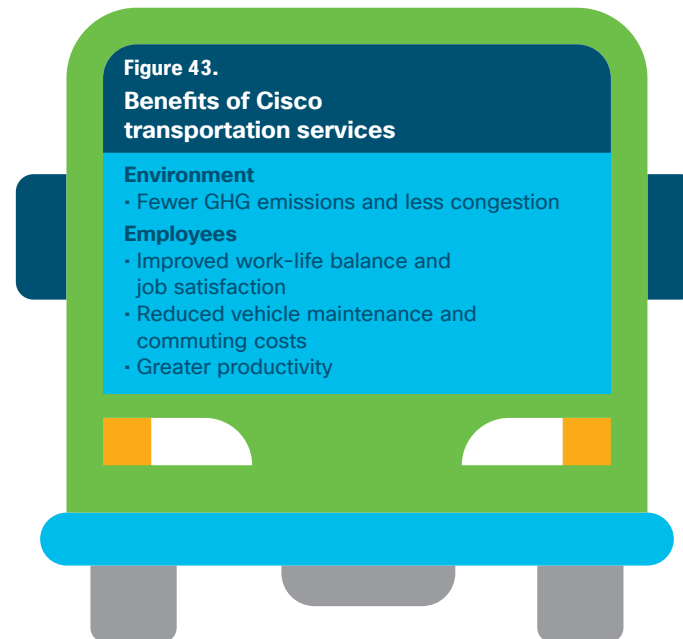 Figure 43.
Benefits of Cisco
transportation services
Environment
· Fewer GHG emissions and less congestion
Employees
· Improved work-life balance and
job satisfaction
· Reduced vehicle maintenance and
commuting costs
· Greater productivity